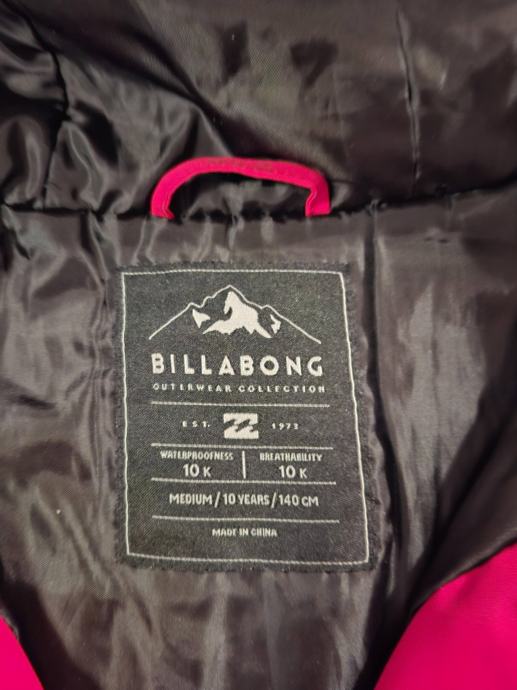 BILLABONG
OUTERWEAR COLLECTION
EST. 1973
WATERPROOFNESS BREATHABILITY
10 K 10 K
MEDIUM / 10 YEARS / 140 CM
MADE IN CHINA